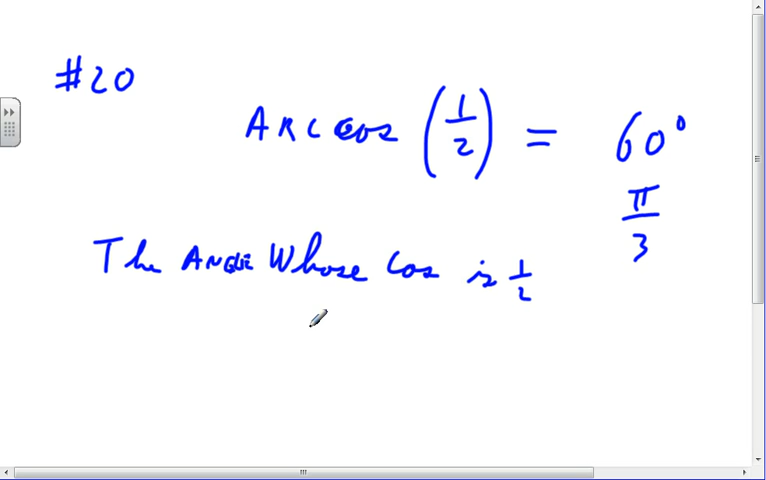 #20
ARCCOS (1/2) = 60°
π/3
The Angle Whose Cos is 1/2